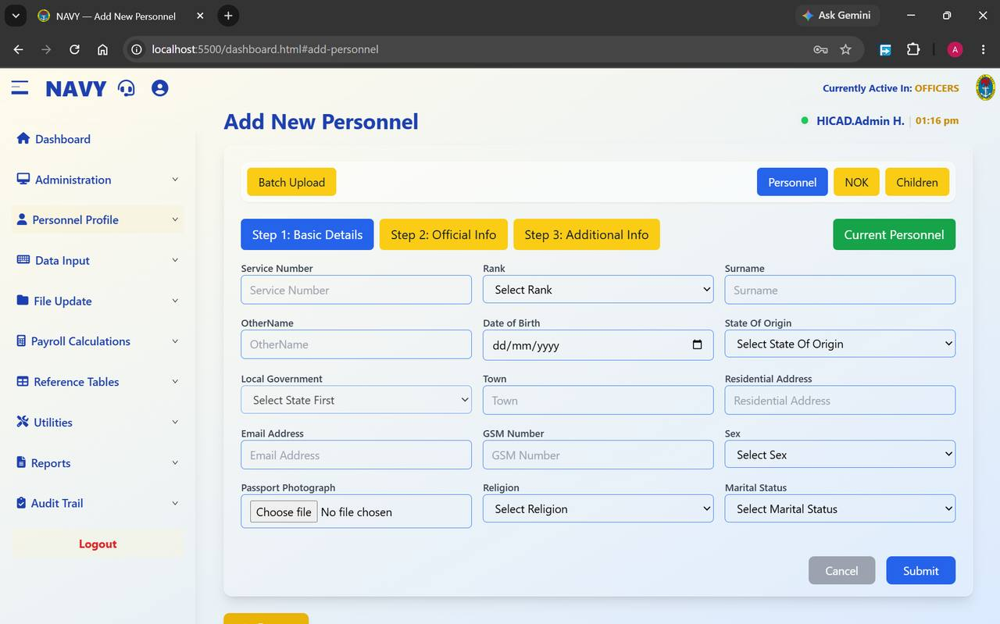 NAVY — Add New Personnel
Ask Gemini
localhost:5500/dashboard.html#add-personnel
A
NAVY
Currently Active In: OFFICERS
Add New Personnel
HICAD.Admin H. | 01:16 pm
Dashboard
Administration
Personnel Profile
Data Input
File Update
Payroll Calculations
Reference Tables
Utilities
Reports
Audit Trail
Logout
Batch Upload
Personnel
NOK
Children
Step 1: Basic Details
Step 2: Official Info
Step 3: Additional Info
Current Personnel
Service Number
Service Number
Rank
Select Rank
Surname
Surname
OtherName
OtherName
Date of Birth
dd/mm/yyyy
State Of Origin
Select State Of Origin
Local Government
Select State First
Town
Town
Residential Address
Residential Address
Email Address
Email Address
GSM Number
GSM Number
Sex
Select Sex
Passport Photograph
Choose file No file chosen
Religion
Select Religion
Marital Status
Select Marital Status
Cancel
Submit